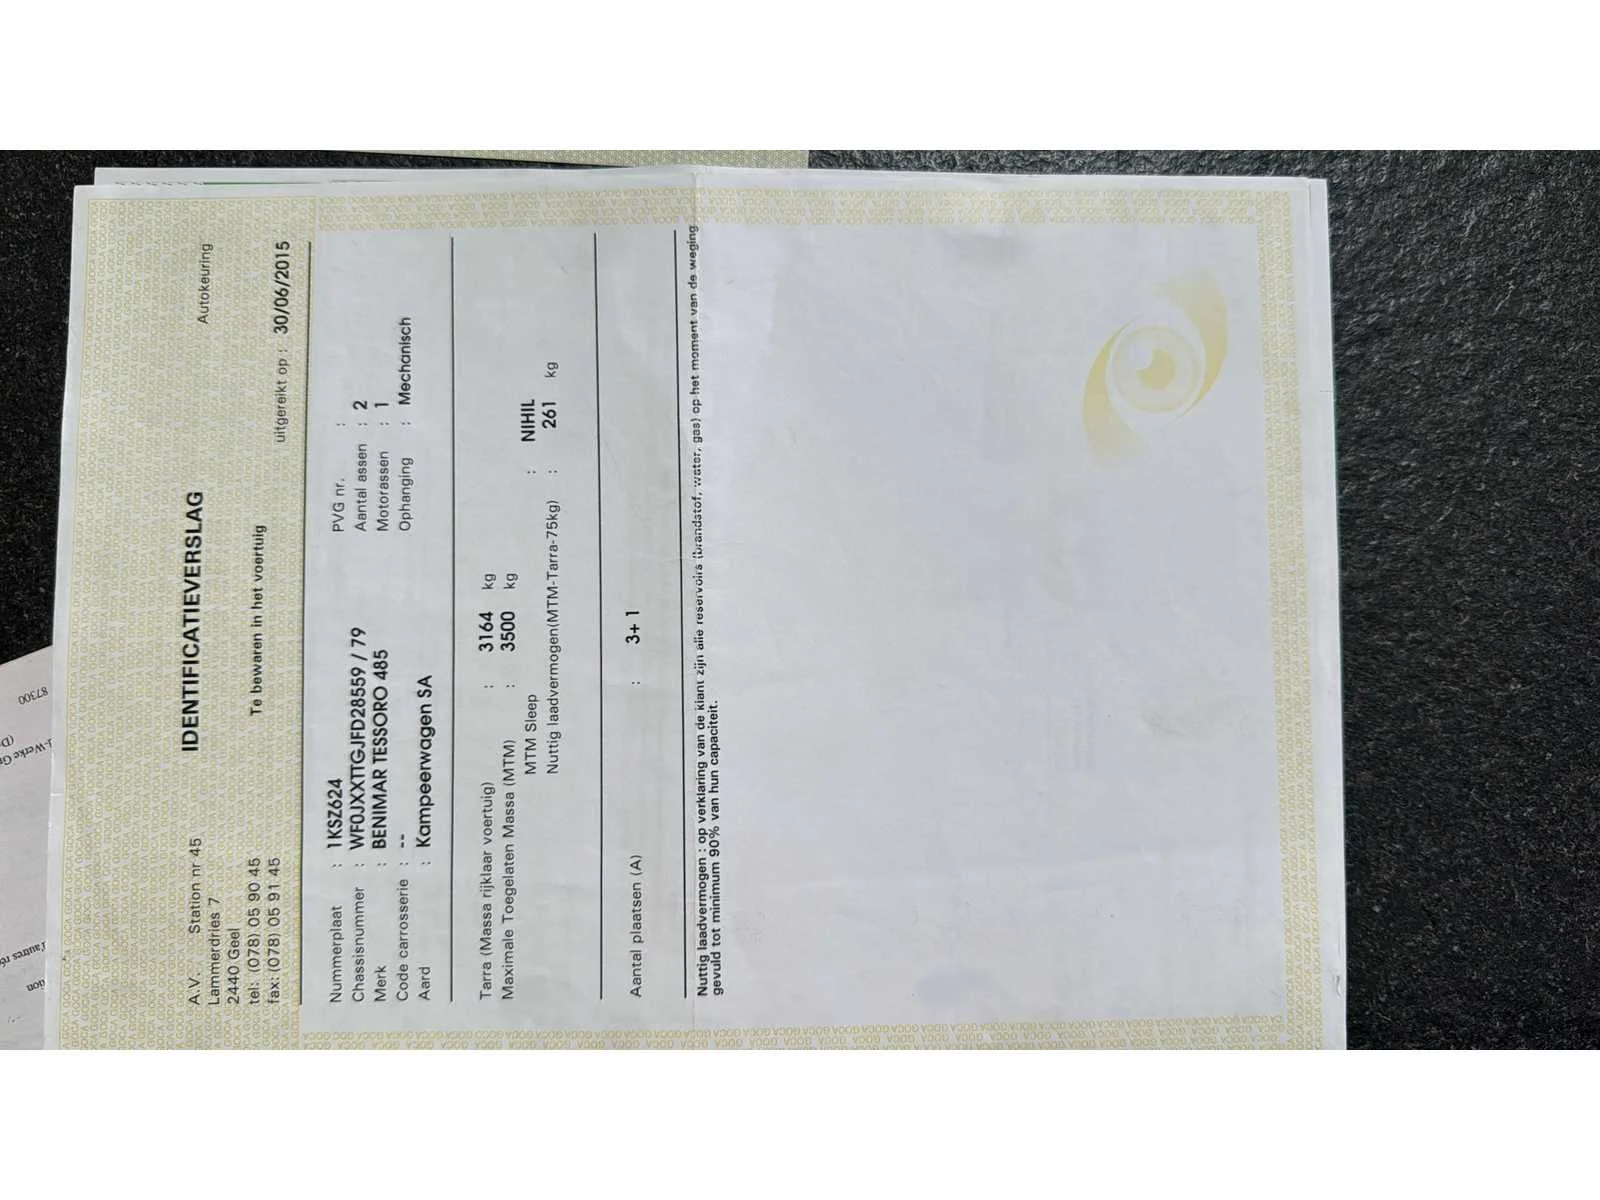 A.V. Station nr 45 IDENTIFICATIEVERSLAG Autokeuring
Lammerdries 7
2440 Geel
tel: (078) 05 90 45 Te bewaren in het voertuig
fax: (078) 05 91 45 uitgereikt op : 30/06/2015
Nummerplaat : 1KSZ624 PVG nr. :
Chassisnummer : WF0JXXTTGJFD28559 / 79 Aantal assen : 2
Merk : BENIMAR TESSORO 485 Motorassen : 1
Code carrosserie : -- Ophanging : Mechanisch
Aard : Kampeerwagen SA
Tarra (Massa rijklaar voertuig) : 3164 kg
Maximale Toegelaten Massa (MTM) : 3500 kg
MTM Sleep : NIHIL
Nuttig laadvermogen(MTM-Tarra-75kg) : 261 kg
Aantal plaatsen (A) : 3+1
Nuttig laadvermogen : op verklaring van de klant zijn alle reservoirs (brandstof, water, gas) op het moment van de weging
gevuld tot minimum 90% van hun capaciteit.
87300